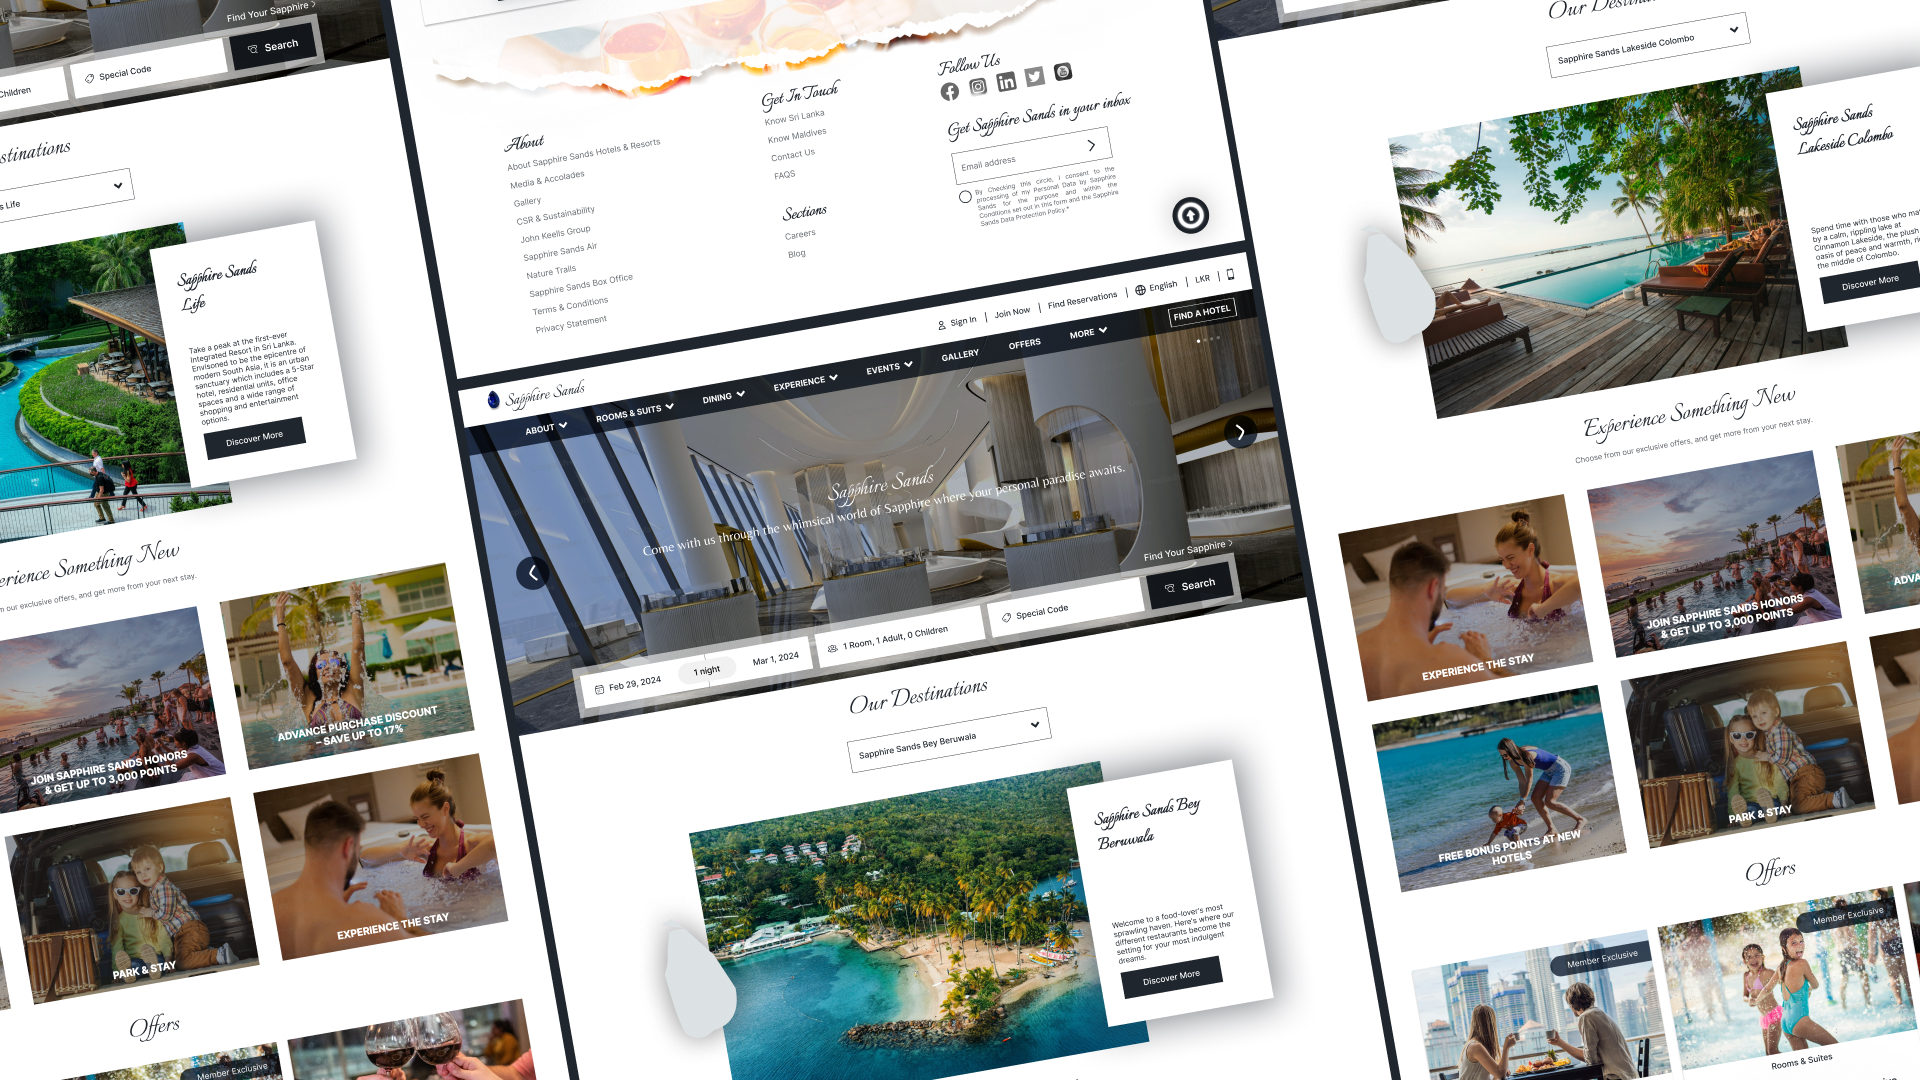 Find Your Sapphire
Children
Special Code
Search
stinations
s Life
Sapphire Sands
Life
Take a peak at the first-ever
integrated Resort in Sri Lanka.
Envisoned to be the epicentre of
modern South Asia, it is an urban
sanctuary which includes a 5-Star
hotel, residential units, office
spaces and a wide range of
shopping and entertainment
options.
Discover More
erience Something New
m our exclusive offers, and get more from your next stay.
JOIN SAPPHIRE SANDS HONORS
& GET UP TO 3,000 POINTS
ADVANCE PURCHASE DISCOUNT
– SAVE UP TO 17%
PARK & STAY
EXPERIENCE THE STAY
Offers
Member Exclusive
About
About Sapphire Sands Hotels & Resorts
Media & Accolades
Gallery
CSR & Sustainability
John Keells Group
Sapphire Sands Air
Nature Trails
Sapphire Sands Box Office
Terms & Conditions
Privacy Statement
Get In Touch
Know Sri Lanka
Know Maldives
Contact Us
FAQS
Sections
Careers
Blog
Follow Us
Get Sapphire Sands in your inbox
Email address
By Checking this circle, I consent to the
processing of my Personal Data by Sapphire
Sands for the purpose and within the
Conditions set out in this form and the Sapphire
Sands Data Protection Policy.*
Sign In | Join Now | Find Reservations | English | LKR |
Sapphire Sands
ABOUT
ROOMS & SUITS
DINING
EXPERIENCE
EVENTS
GALLERY
OFFERS
MORE
FIND A HOTEL
Sapphire Sands
Come with us through the whimsical world of Sapphire where your personal paradise awaits.
Find Your Sapphire
Feb 29, 2024
1 night
Mar 1, 2024
1 Room, 1 Adult, 0 Children
Special Code
Search
Our Destinations
Sapphire Sands Bey Beruwala
Sapphire Sands Bey
Beruwala
Welcome to a food-lover's most
sprawling haven. Here's where our
different restaurants become the
setting for your most indulgent
dreams.
Discover More
Our Destina
Sapphire Sands Lakeside Colombo
Sapphire Sands
Lakeside Colombo
Spend time with those who mat
by a calm, rippling lake at
Cinnamon Lakeside, the plush
oasis of peace and warmth, ri
the middle of Colombo.
Discover More
Experience Something New
Choose from our exclusive offers, and get more from your next stay.
EXPERIENCE THE STAY
JOIN SAPPHIRE SANDS HONORS
& GET UP TO 3,000 POINTS
ADVA
FREE BONUS POINTS AT NEW
HOTELS
PARK & STAY
Offers
Member Exclusive
Member Exclusive
Rooms & Suites